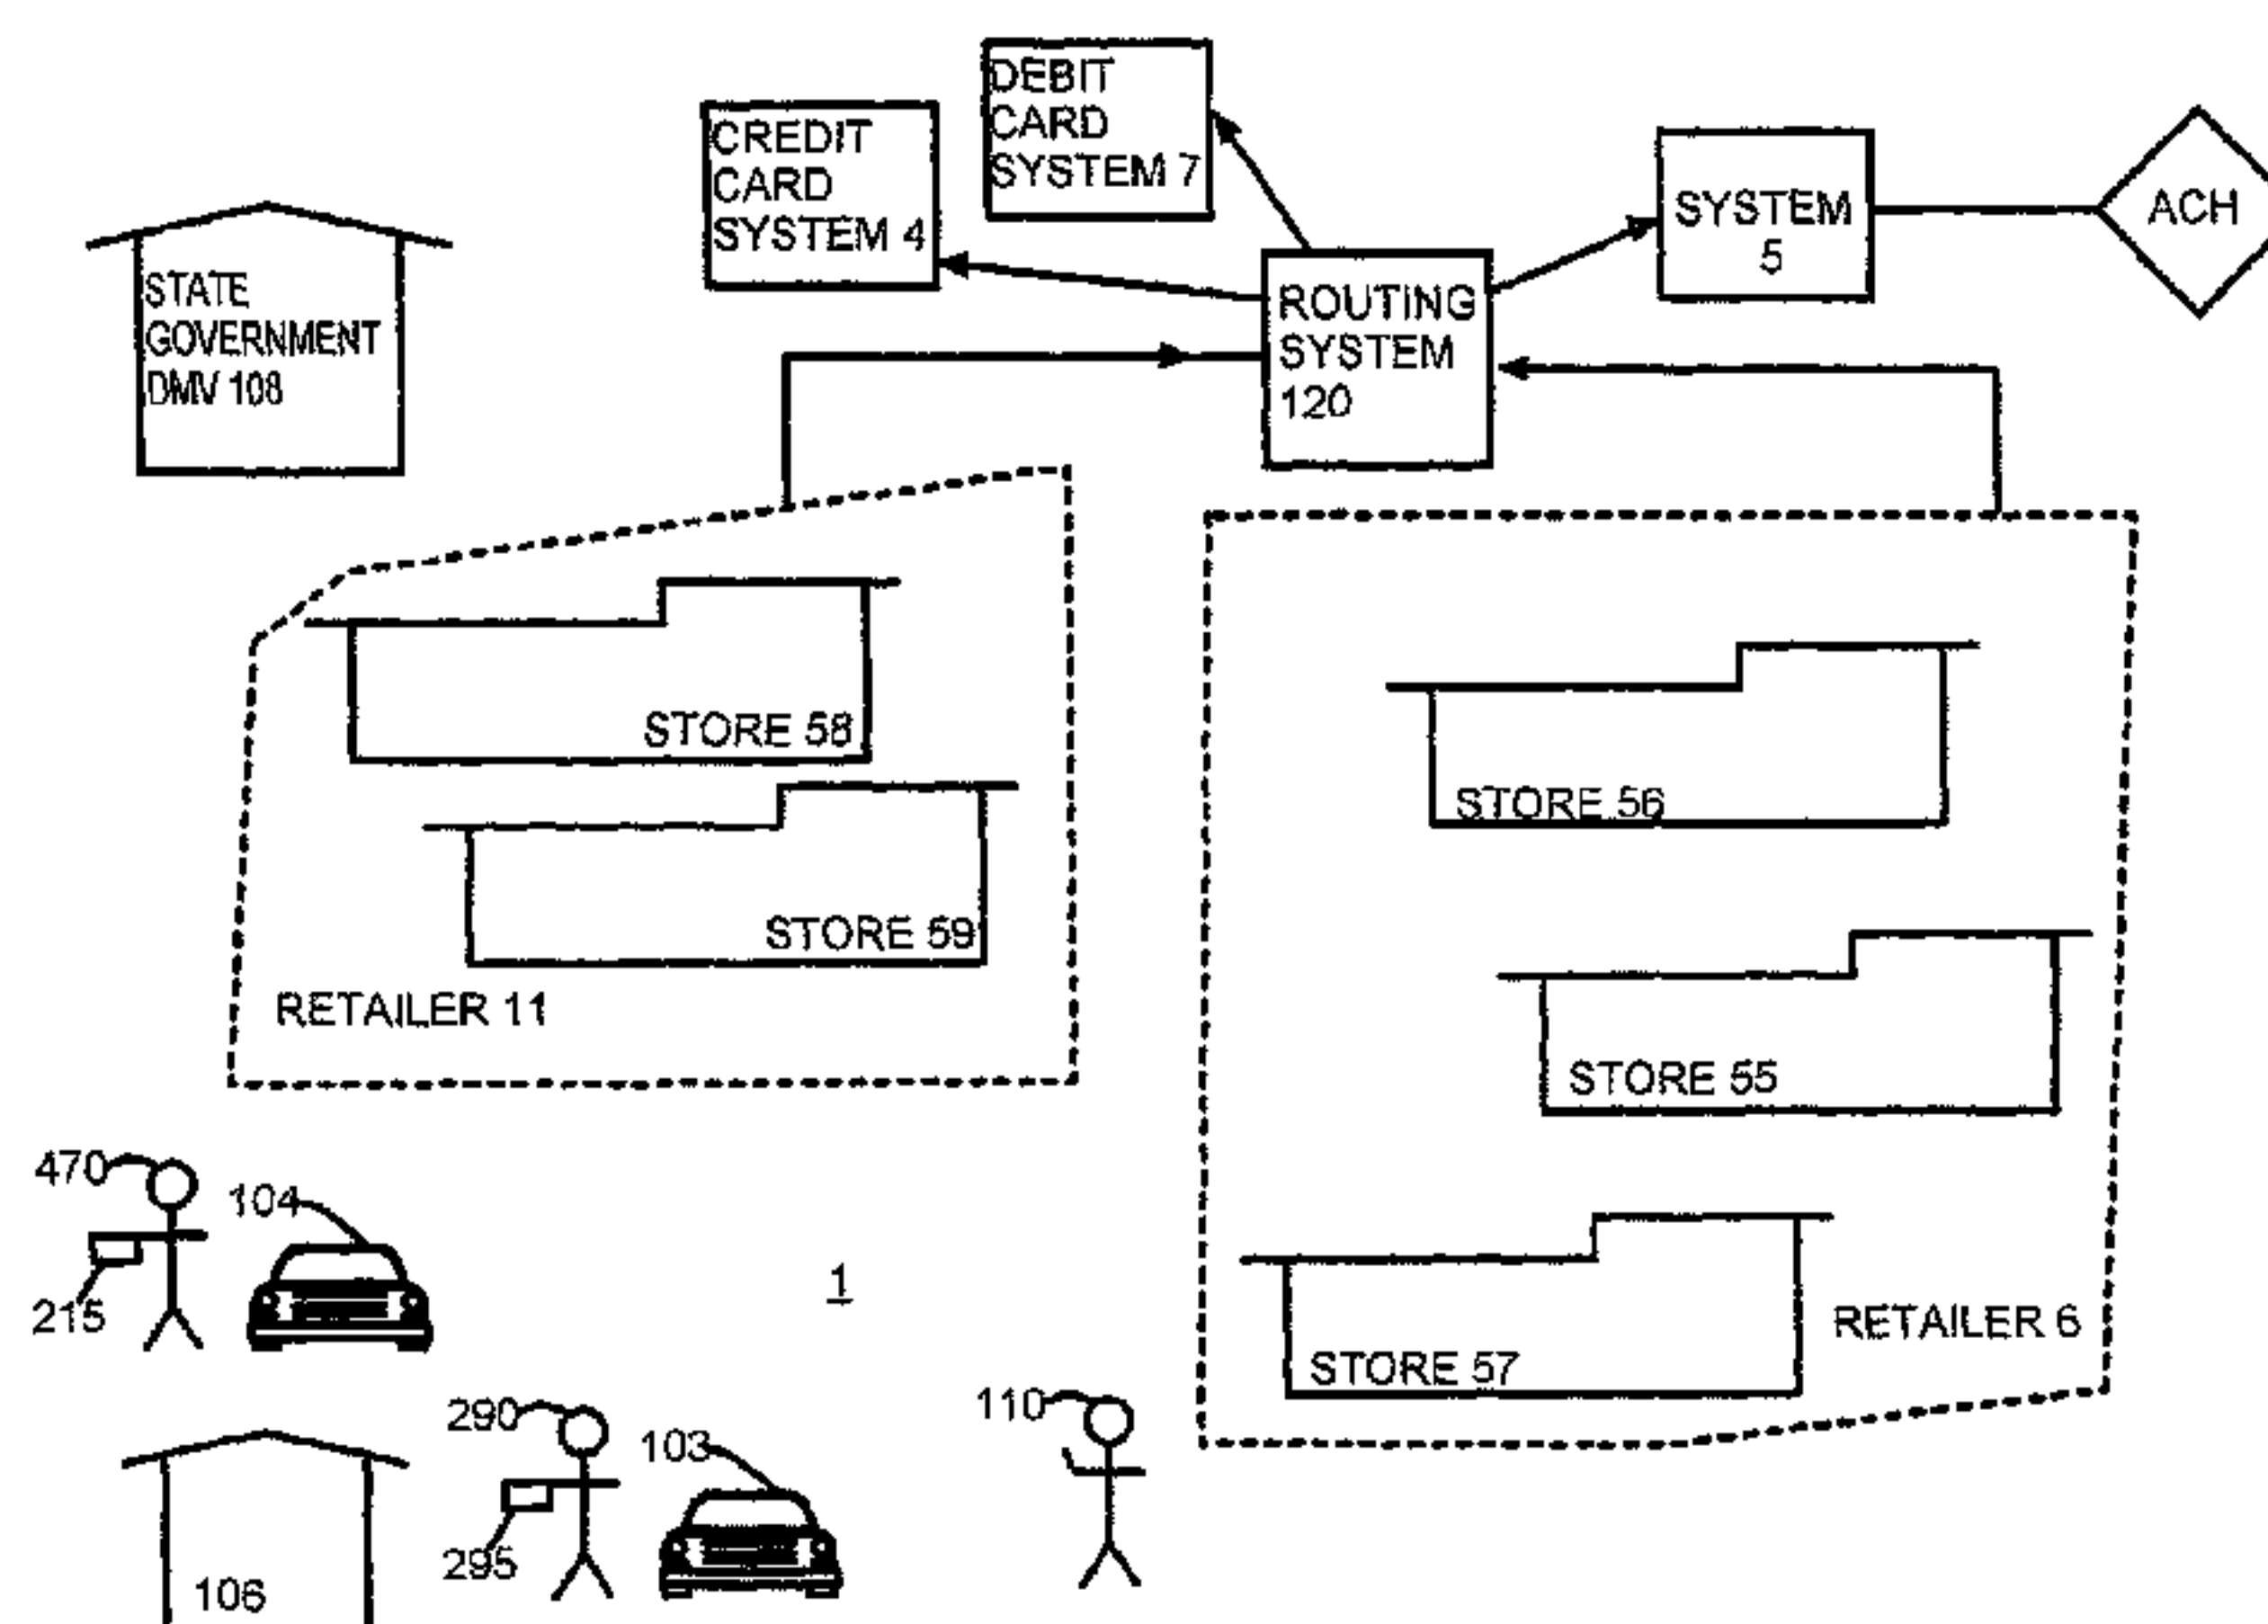 DEBIT
CARD
SYSTEM 7
CREDIT
CARD
SYSTEM 4
SYSTEM
5
ACH
STATE
GOVERNMENT
DMV 108
ROUTING
SYSTEM
120
STORE 58
STORE 59
RETAILER 11
STORE 56
STORE 55
STORE 57
RETAILER 6
470
104
215
1
290
103
110
295
106